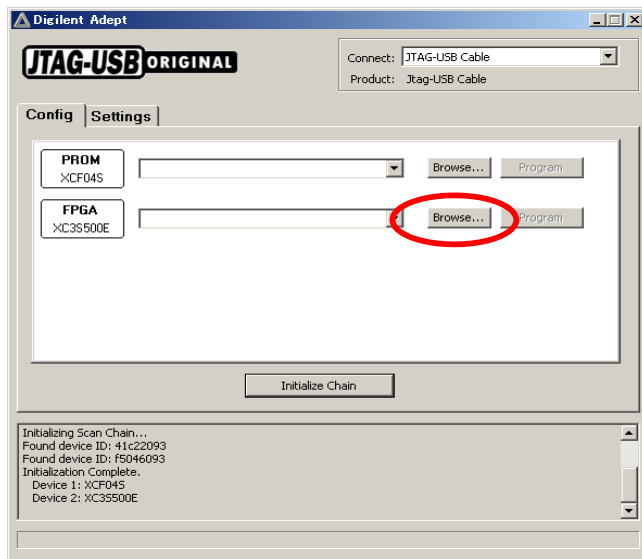 Digilent Adept
JTAG-USB ORIGINAL
Connect: JTAG-USB Cable
Product: Jtag-USB Cable
Config Settings
PROM
XCF04S
Browse... Program
FPGA
XC3S500E
Browse... Program
Initialize Chain
Initializing Scan Chain...
Found device ID: 41c22093
Found device ID: f5046093
Initialization Complete.
Device 1: XCF04S
Device 2: XC3S500E